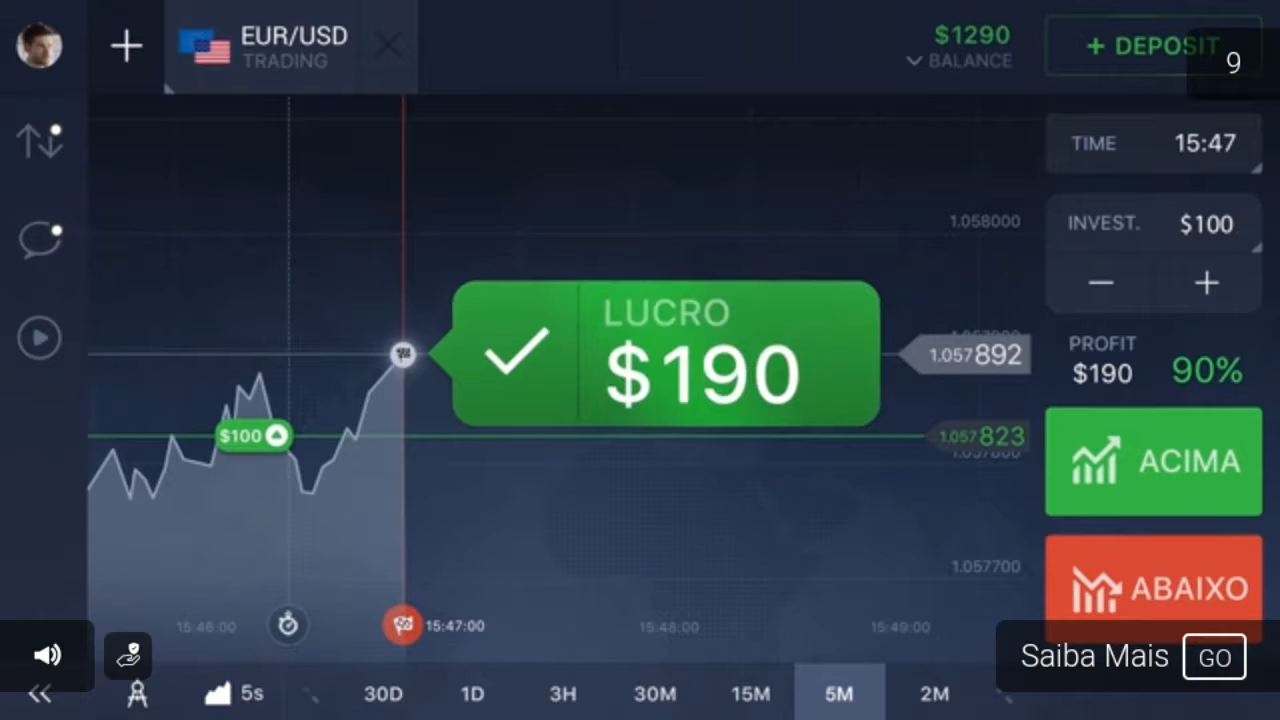 EUR/USD
TRADING
$1290
BALANCE
+ DEPOSIT
9
TIME 15:47
1.058000
INVEST. $100
− +
LUCRO
$190
1.057892
PROFIT
$190 90%
$100
1.057823
ACIMA
1.057700
ABAIXO
15:46:00 15:47:00 15:48:00 15:49:00
Saiba Mais GO
5s 30D 1D 3H 30M 15M 5M 2M